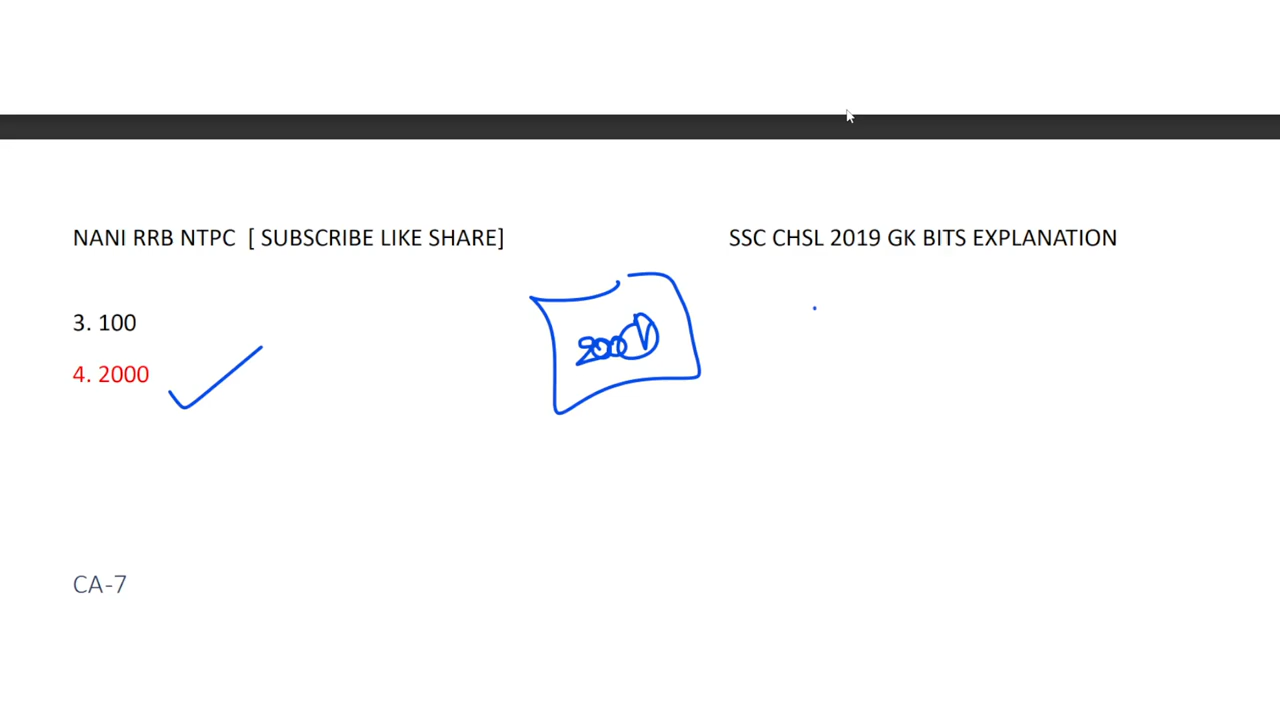 NANI RRB NTPC [ SUBSCRIBE LIKE SHARE]
SSC CHSL 2019 GK BITS EXPLANATION
3. 100
2000
4. 2000
CA-7